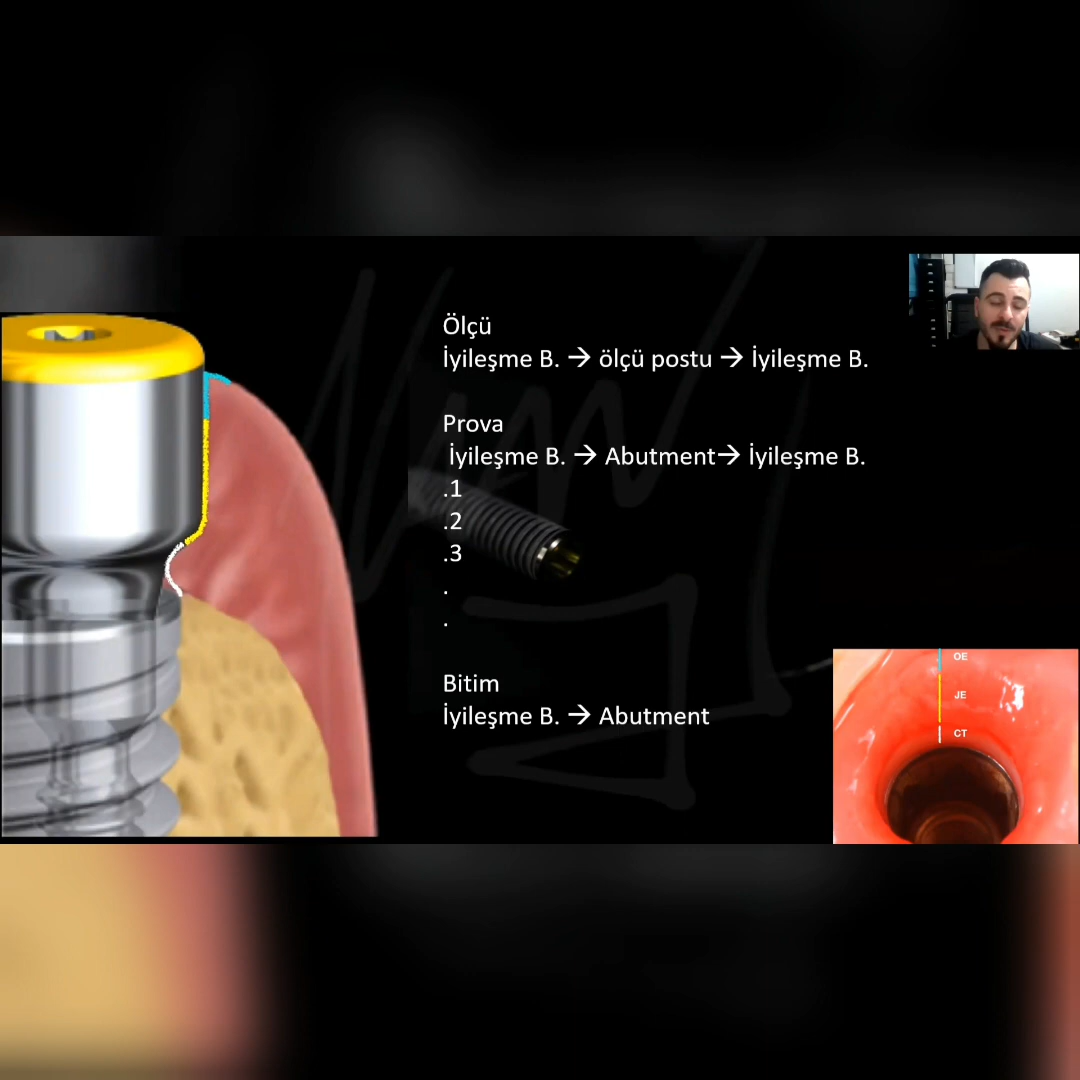 Ölçü
İyileşme B. → ölçü postu → İyileşme B.
Prova
İyileşme B. → Abutment→ İyileşme B.
.1
.2
.3
.
.
Bitim
İyileşme B. → Abutment
OE
JE
CT